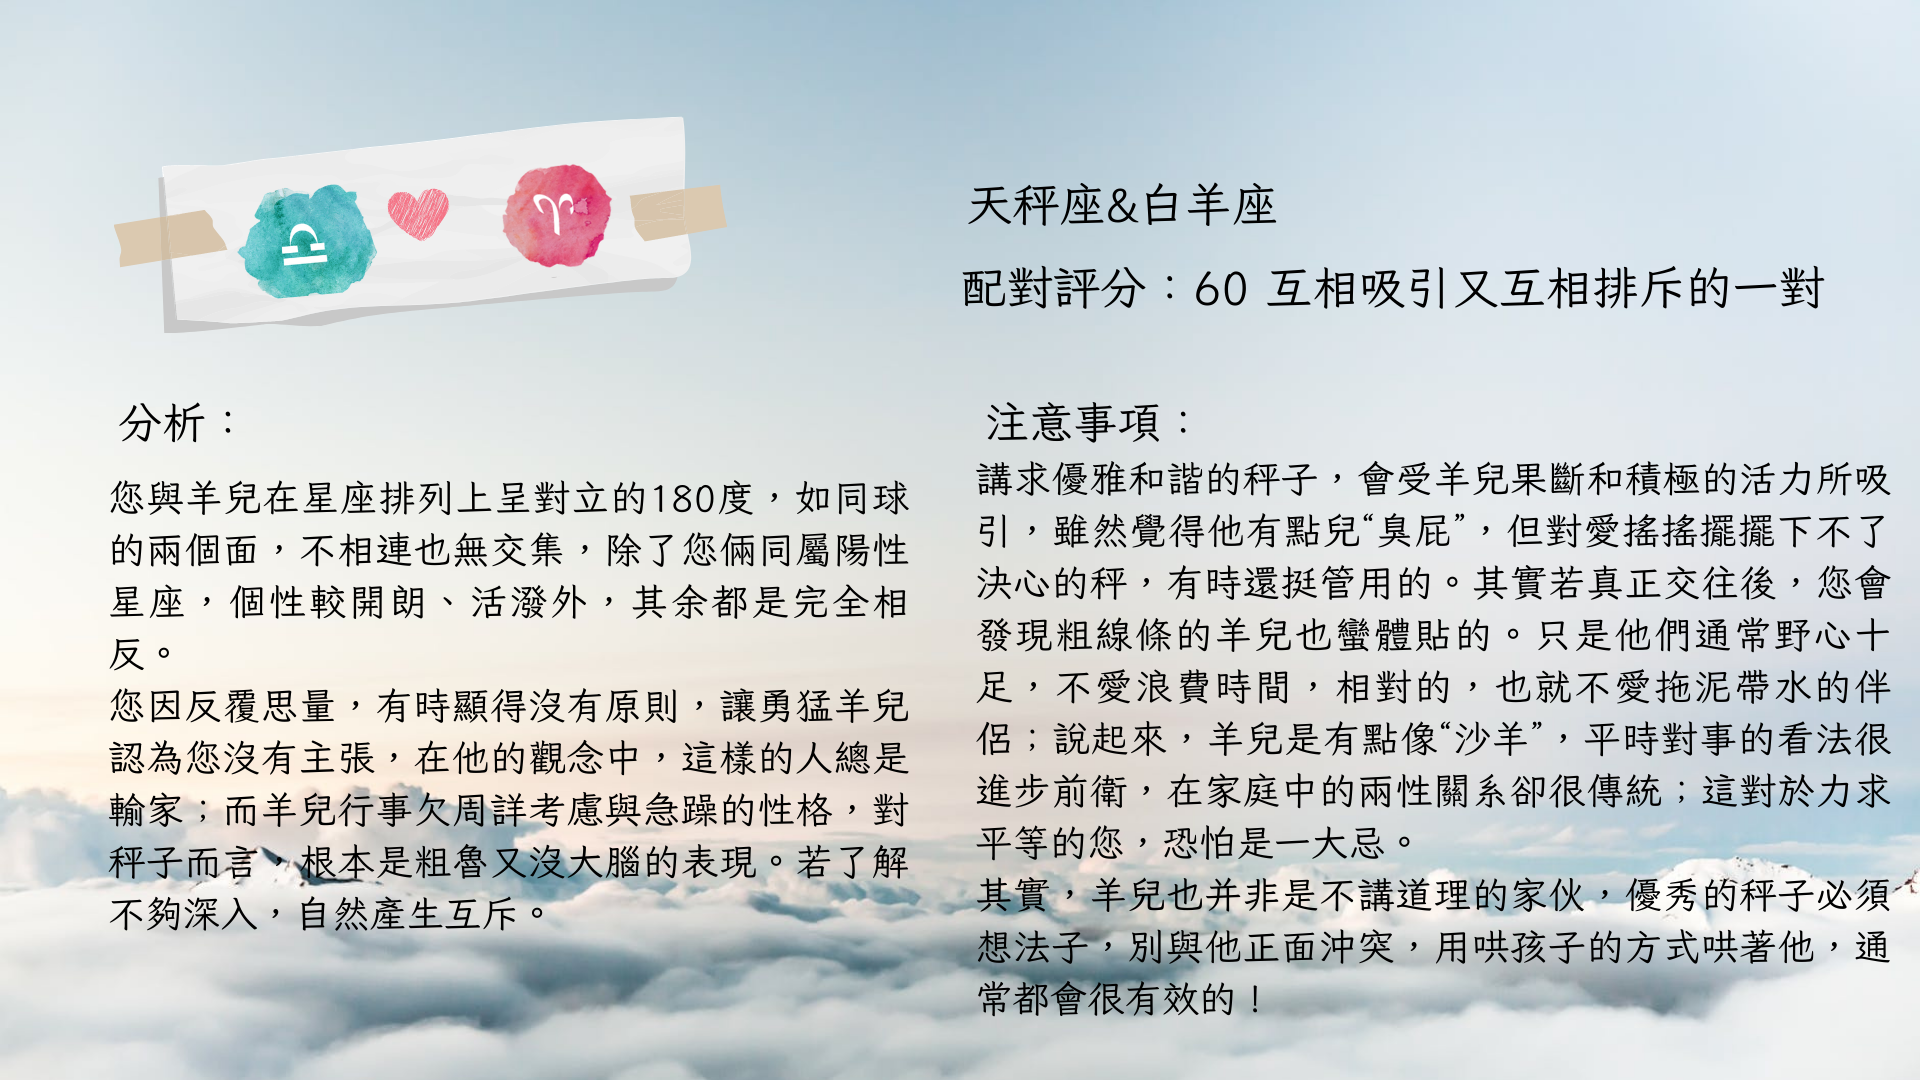 天秤座&白羊座
配對評分：60 互相吸引又互相排斥的一對
分析：
您與羊兒在星座排列上呈對立的180度，如同球
的兩個面，不相連也無交集，除了您倆同屬陽性
星座，個性較開朗、活潑外，其余都是完全相
反。
您因反覆思量，有時顯得沒有原則，讓勇猛羊兒
認為您沒有主張，在他的觀念中，這樣的人總是
輸家；而羊兒行事欠周詳考慮與急躁的性格，對
秤子而言，根本是粗魯又沒大腦的表現。若了解
不夠深入，自然產生互斥。
注意事項：
講求優雅和諧的秤子，會受羊兒果斷和積極的活力所吸
引，雖然覺得他有點兒“臭屁”，但對愛搖搖擺擺下不了
決心的秤，有時還挺管用的。其實若真正交往後，您會
發現粗線條的羊兒也蠻體貼的。只是他們通常野心十
足，不愛浪費時間，相對的，也就不愛拖泥帶水的伴
侶；說起來，羊兒是有點像“沙羊”，平時對事的看法很
進步前衛，在家庭中的兩性關系卻很傳統；這對於力求
平等的您，恐怕是一大忌。
其實，羊兒也并非是不講道理的家伙，優秀的秤子必須
想法子，別與他正面沖突，用哄孩子的方式哄著他，通
常都會很有效的！